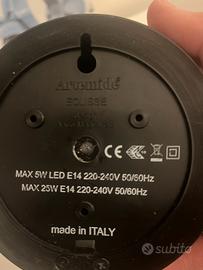 Artemide
ECLISSE
MAX 5W LED E14 220-240V 50/60Hz
MAX 25W E14 220-240V 50/60Hz
made in ITALY
subito